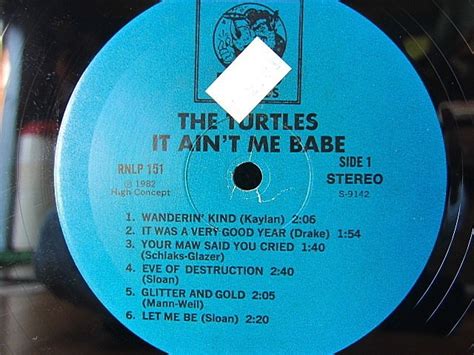 THE TURTLES
IT AIN'T ME BABE
RNLP 151
SIDE 1
℗ 1982
High Concept
STEREO
S-9142
1. WANDERIN' KIND (Kaylan) 2:06
2. IT WAS A VERY GOOD YEAR (Drake) 1:54
3. YOUR MAW SAID YOU CRIED 1:40
(Schlaks-Glazer)
4. EVE OF DESTRUCTION 2:40
(Sloan)
5. GLITTER AND GOLD 2:05
(Mann-Weil)
6. LET ME BE (Sloan) 2:20